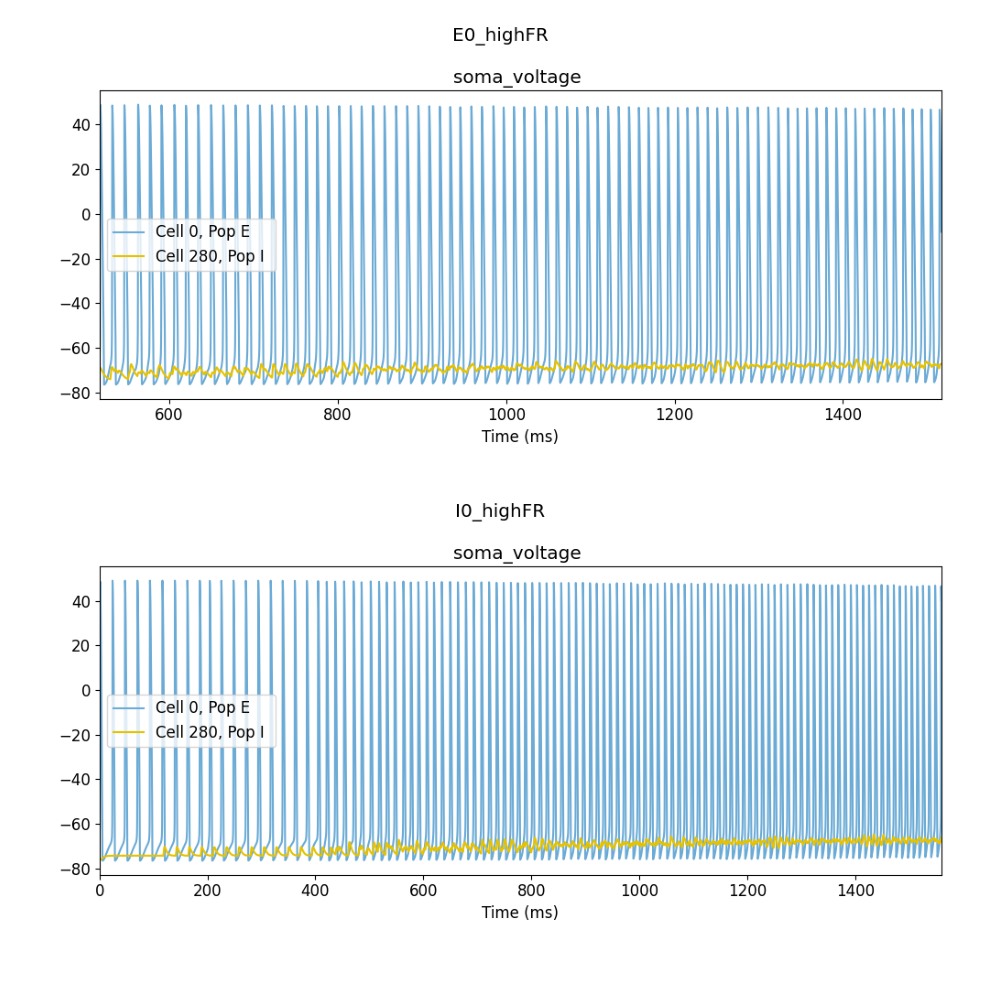 E0_highFR
soma_voltage
40
20
0
−20
−40
−60
−80
Cell 0, Pop E
Cell 280, Pop I
600 800 1000 1200 1400
Time (ms)
I0_highFR
soma_voltage
40
20
0
−20
−40
−60
−80
Cell 0, Pop E
Cell 280, Pop I
0 200 400 600 800 1000 1200 1400
Time (ms)